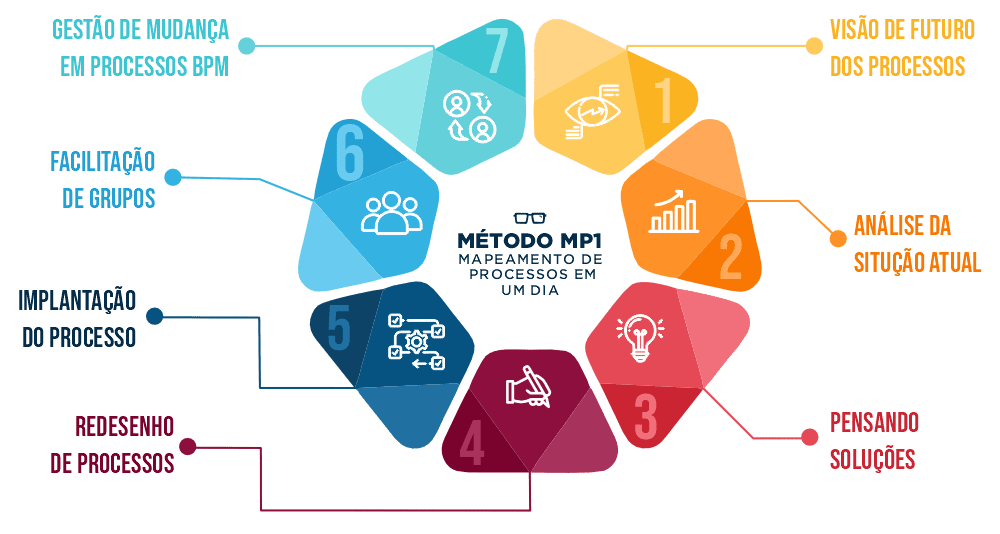 GESTÃO DE MUDANÇA
EM PROCESSOS BPM
7
VISÃO DE FUTURO
DOS PROCESSOS
1
6
FACILITAÇÃO
DE GRUPOS
ANÁLISE DA
SITUÇÃO ATUAL
2
MÉTODO MP1
MAPEAMENTO DE
PROCESSOS EM
UM DIA
IMPLANTAÇÃO
DO PROCESSO
5
PENSANDO
SOLUÇÕES
3
REDESENHO
DE PROCESSOS
4